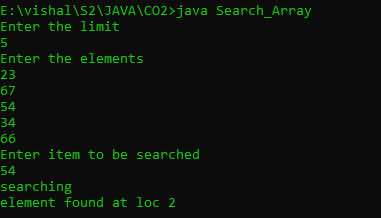 E:\vishal\S2\JAVA\CO2>java Search_Array
Enter the limit
5
Enter the elements
23
67
54
34
66
Enter item to be searched
54
searching
element found at loc 2